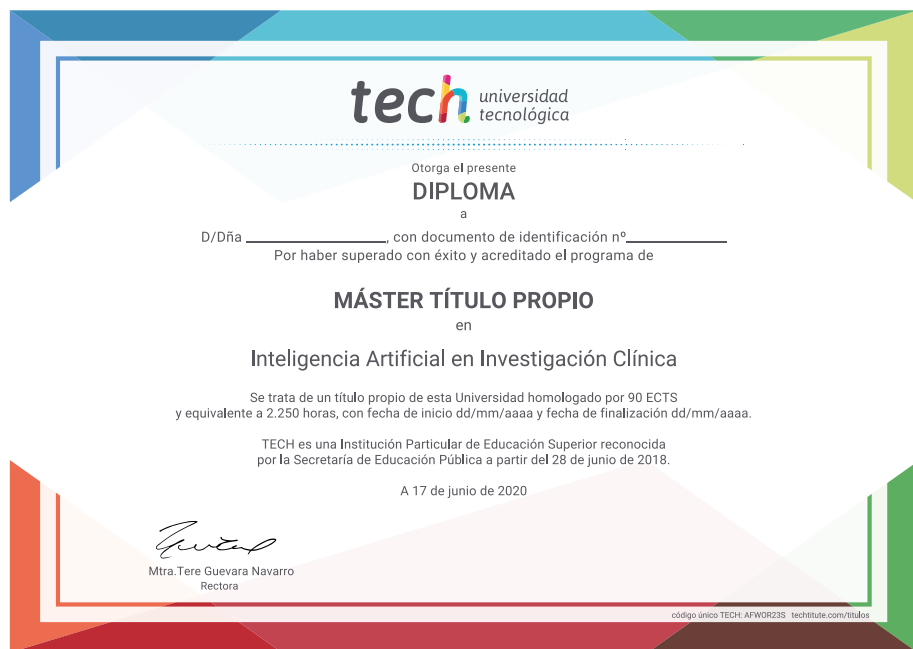 tech universidad
tecnológica
Otorga el presente
DIPLOMA
a
D/Dña ____________, con documento de identificación nº____________
Por haber superado con éxito y acreditado el programa de
MÁSTER TÍTULO PROPIO
en
Inteligencia Artificial en Investigación Clínica
Se trata de un título propio de esta Universidad homologado por 90 ECTS
y equivalente a 2.250 horas, con fecha de inicio dd/mm/aaaa y fecha de finalización dd/mm/aaaa.
TECH es una Institución Particular de Educación Superior reconocida
por la Secretaría de Educación Pública a partir del 28 de junio de 2018.
A 17 de junio de 2020
Mtra.Tere Guevara Navarro
Rectora
código único TECH: AFWOR23S techtitute.com/titulos